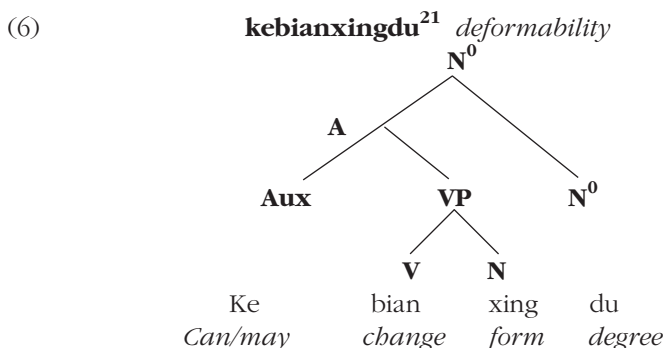 (6) kebianxingdu²¹ deformability
N⁰
A
Aux VP N⁰
V N
Ke bian xing du
Can/may change form degree